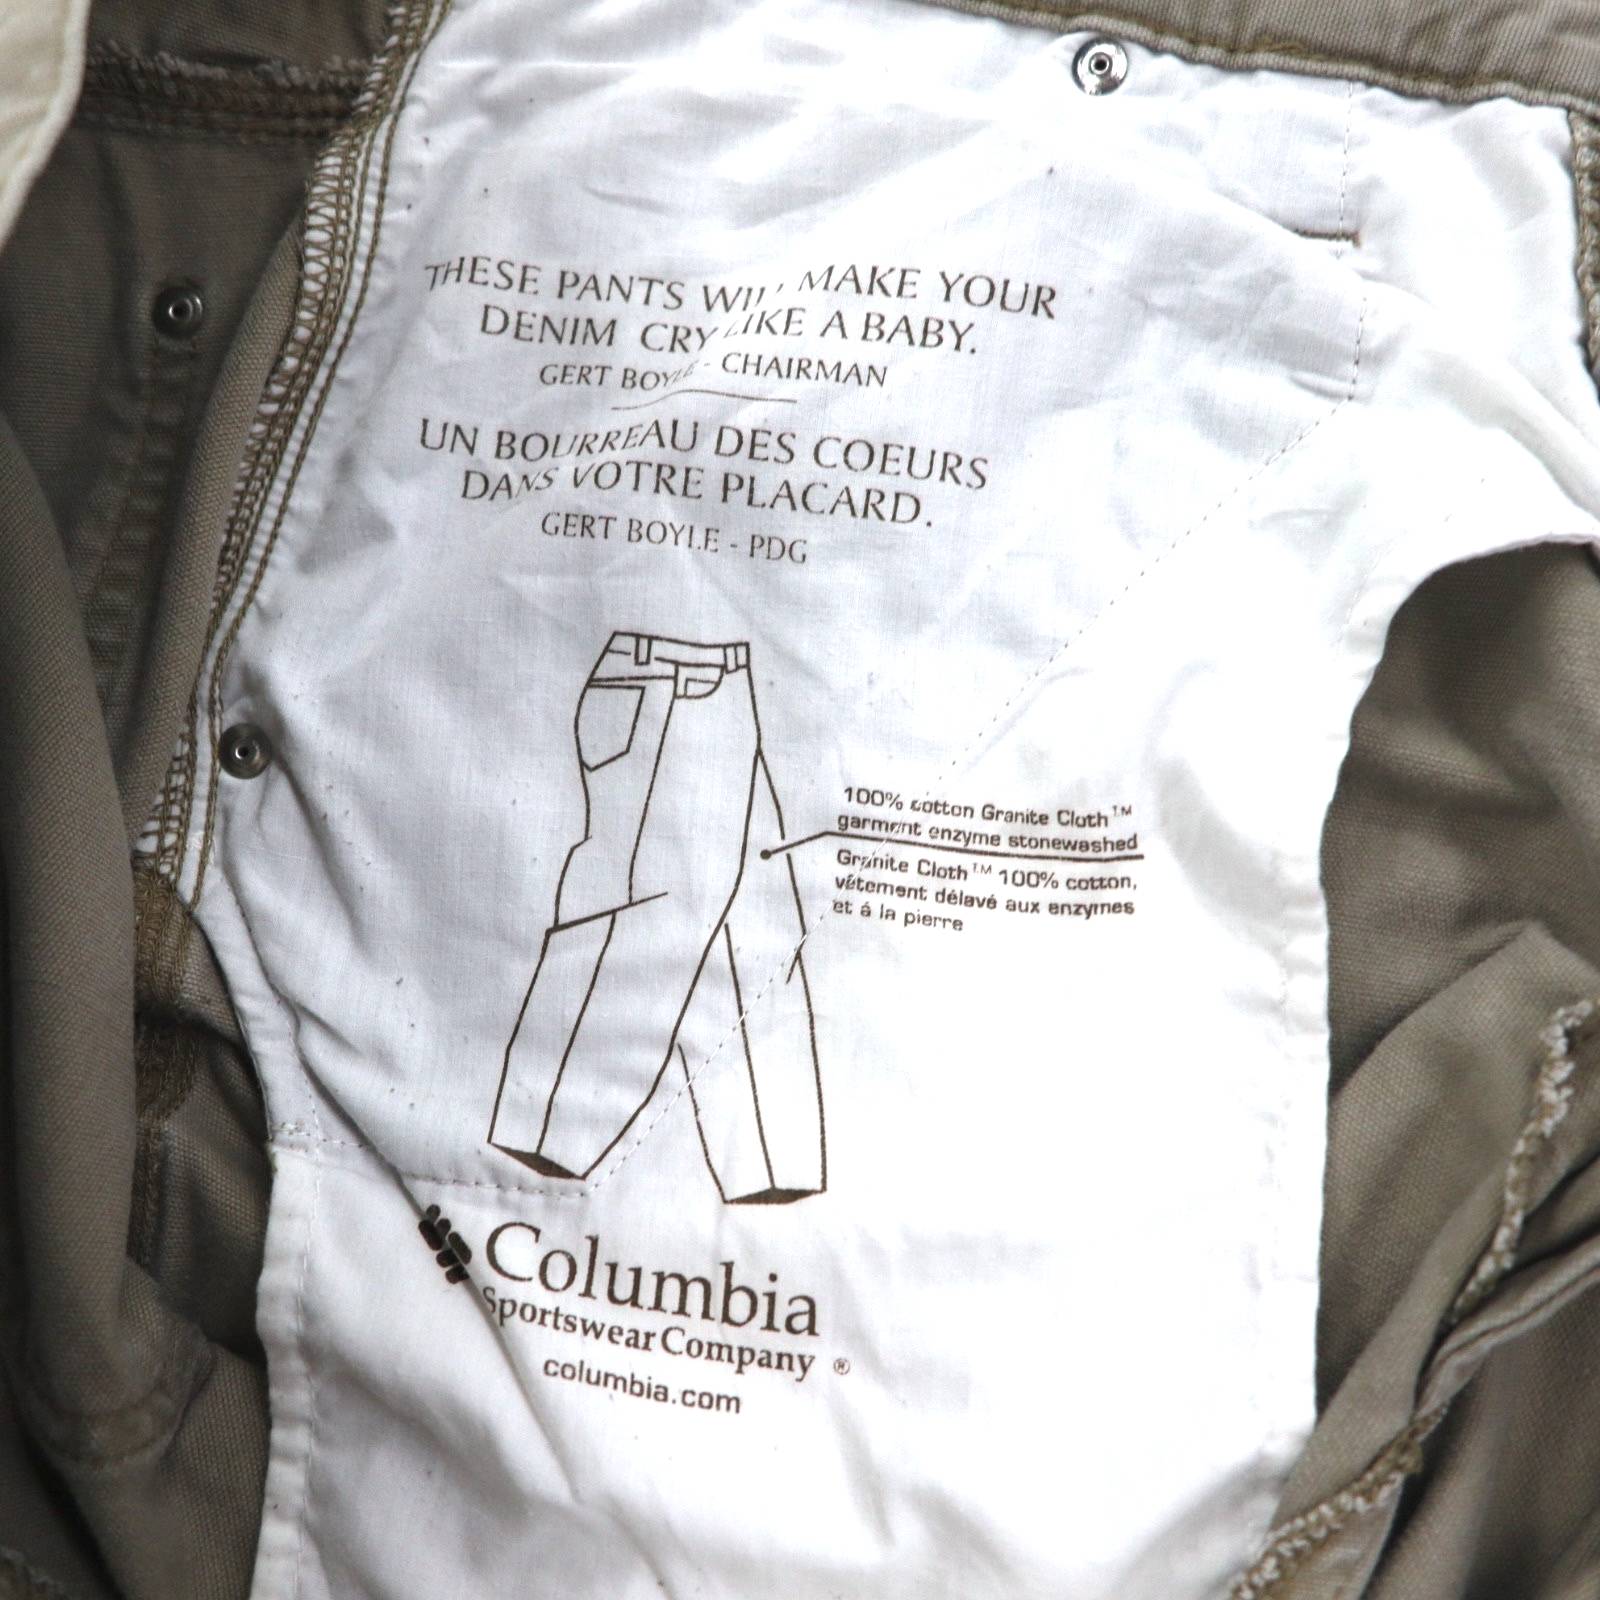 THESE PANTS WILL MAKE YOUR
DENIM CRY LIKE A BABY.
GERT BOYLE - CHAIRMAN
UN BOURREAU DES COEURS
DANS VOTRE PLACARD.
GERT BOYLE - PDG
100% cotton Granite Cloth™
garment enzyme stonewashed
Granite Cloth™ 100% cotton,
vêtement délavé aux enzymes
et á la pierre
Columbia
Sportswear Company ®
columbia.com